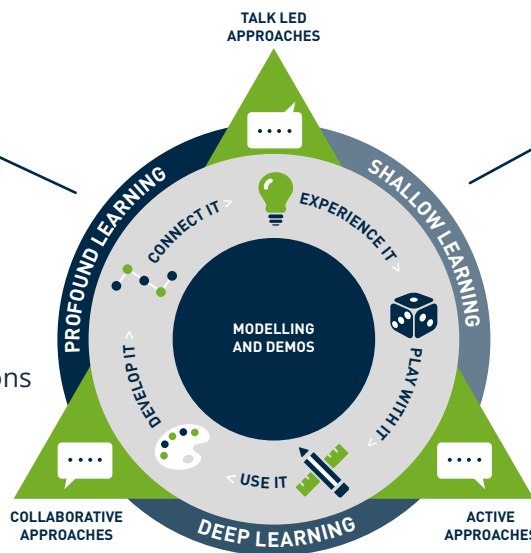 TALK LED
APPROACHES
PROFOUND LEARNING
SHALLOW LEARNING
CONNECT IT >
EXPERIENCE IT >
MODELLING
AND DEMOS
PLAY WITH IT >
DEVELOP IT >
< USE IT
ons
DEEP LEARNING
COLLABORATIVE
APPROACHES
ACTIVE
APPROACHES